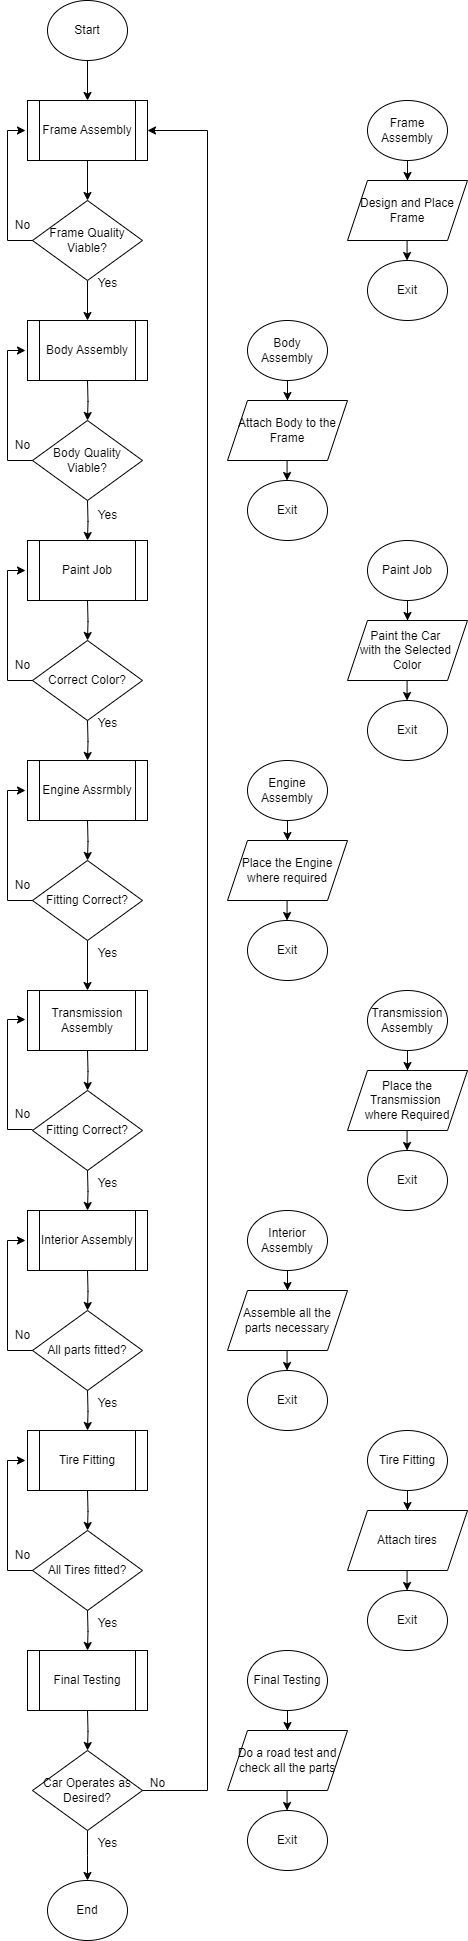 Start
Frame Assembly
No
Frame Quality
Viable?
Yes
Body Assembly
No
Body Quality
Viable?
Yes
Paint Job
No
Correct Color?
Yes
Engine Assrmbly
No
Fitting Correct?
Yes
Transmission
Assembly
No
Fitting Correct?
Yes
Interior Assembly
No
All parts fitted?
Yes
Tire Fitting
No
All Tires fitted?
Yes
Final Testing
Car Operates as
Desired?
No
Yes
End
Frame
Assembly
Design and Place
Frame
Exit
Body
Assembly
Attach Body to the
Frame
Exit
Paint Job
Paint the Car
with the Selected
Color
Exit
Engine
Assembly
Place the Engine
where required
Exit
Transmission
Assembly
Place the
Transmission
where Required
Exit
Interior
Assembly
Assemble all the
parts necessary
Exit
Tire Fitting
Attach tires
Exit
Final Testing
Do a road test and
check all the parts
Exit